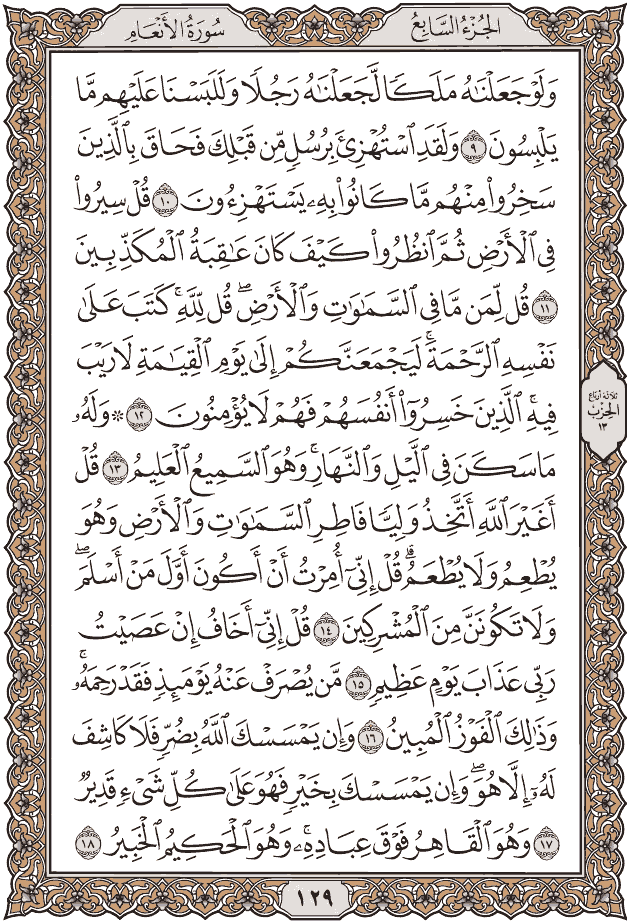 الجُزْءُ السَّابِعُ
سُورَةُ الأَنْعَامِ
وَلَوْ جَعَلْنَٰهُ مَلَكًا لَّجَعَلْنَٰهُ رَجُلًا وَلَلَبَسْنَا عَلَيْهِم مَّا
يَلْبِسُونَ ٩ وَلَقَدِ ٱسْتُهْزِئَ بِرُسُلٍ مِّن قَبْلِكَ فَحَاقَ بِٱلَّذِينَ
سَخِرُوا۟ مِنْهُم مَّا كَانُوا۟ بِهِۦ يَسْتَهْزِءُونَ ١٠ قُلْ سِيرُوا۟
فِى ٱلْأَرْضِ ثُمَّ ٱنظُرُوا۟ كَيْفَ كَانَ عَٰقِبَةُ ٱلْمُكَذِّبِينَ
١١ قُل لِّمَن مَّا فِى ٱلسَّمَٰوَٰتِ وَٱلْأَرْضِ ۖ قُل لِّلَّهِ ۚ كَتَبَ عَلَىٰ
نَفْسِهِ ٱلرَّحْمَةَ ۚ لَيَجْمَعَنَّكُمْ إِلَىٰ يَوْمِ ٱلْقِيَٰمَةِ لَا رَيْبَ
فِيهِ ۚ ٱلَّذِينَ خَسِرُوٓا۟ أَنفُسَهُمْ فَهُمْ لَا يُؤْمِنُونَ ١٢ ۞ وَلَهُۥ
مَا سَكَنَ فِى ٱلَّيْلِ وَٱلنَّهَارِ ۚ وَهُوَ ٱلسَّمِيعُ ٱلْعَلِيمُ ١٣ قُلْ
أَغَيْرَ ٱللَّهِ أَتَّخِذُ وَلِيًّا فَاطِرِ ٱلسَّمَٰوَٰتِ وَٱلْأَرْضِ وَهُوَ
يُطْعِمُ وَلَا يُطْعَمُ ۗ قُلْ إِنِّىٓ أُمِرْتُ أَنْ أَكُونَ أَوَّلَ مَنْ أَسْلَمَ ۖ
وَلَا تَكُونَنَّ مِنَ ٱلْمُشْرِكِينَ ١٤ قُلْ إِنِّىٓ أَخَافُ إِنْ عَصَيْتُ
رَبِّى عَذَابَ يَوْمٍ عَظِيمٍ ١٥ مَّن يُصْرَفْ عَنْهُ يَوْمَئِذٍ فَقَدْ رَحِمَهُۥ ۚ
وَذَٰلِكَ ٱلْفَوْزُ ٱلْمُبِينُ ١٦ وَإِن يَمْسَسْكَ ٱللَّهُ بِضُرٍّ فَلَا كَاشِفَ
لَهُۥٓ إِلَّا هُوَ ۖ وَإِن يَمْسَسْكَ بِخَيْرٍ فَهُوَ عَلَىٰ كُلِّ شَىْءٍ قَدِيرٌ
١٧ وَهُوَ ٱلْقَاهِرُ فَوْقَ عِبَادِهِۦ ۚ وَهُوَ ٱلْحَكِيمُ ٱلْخَبِيرُ ١٨
ثلاثة أرباع
الحزب
١٣
١٢٩